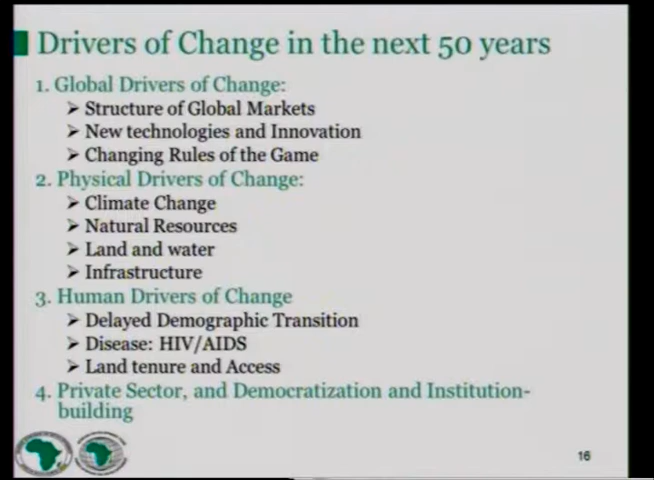 Drivers of Change in the next 50 years
1. Global Drivers of Change:
➤ Structure of Global Markets
➤ New technologies and Innovation
➤ Changing Rules of the Game
2. Physical Drivers of Change:
➤ Climate Change
➤ Natural Resources
➤ Land and water
➤ Infrastructure
3. Human Drivers of Change
➤ Delayed Demographic Transition
➤ Disease: HIV/AIDS
➤ Land tenure and Access
4. Private Sector, and Democratization and Institution-
building
16